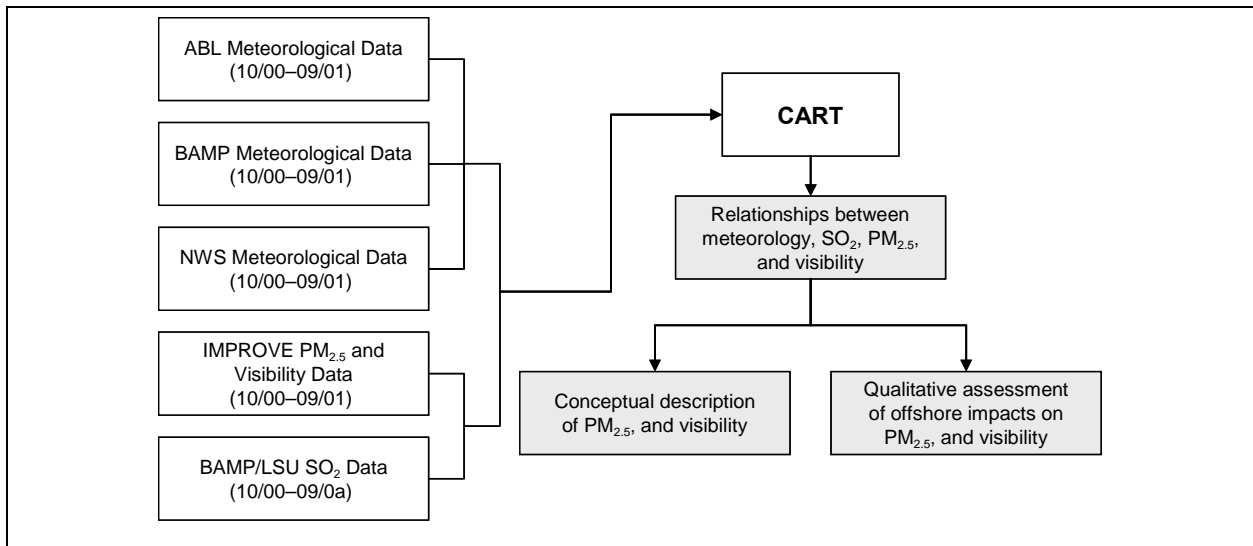 ABL Meteorological Data
(10/00–09/01)
BAMP Meteorological Data
(10/00–09/01)
NWS Meteorological Data
(10/00–09/01)
IMPROVE PM2.5 and
Visibility Data
(10/00–09/01)
BAMP/LSU SO2 Data
(10/00–09/0a)
CART
Relationships between
meteorology, SO2, PM2.5,
and visibility
Conceptual description
of PM2.5, and visibility
Qualitative assessment
of offshore impacts on
PM2.5, and visibility